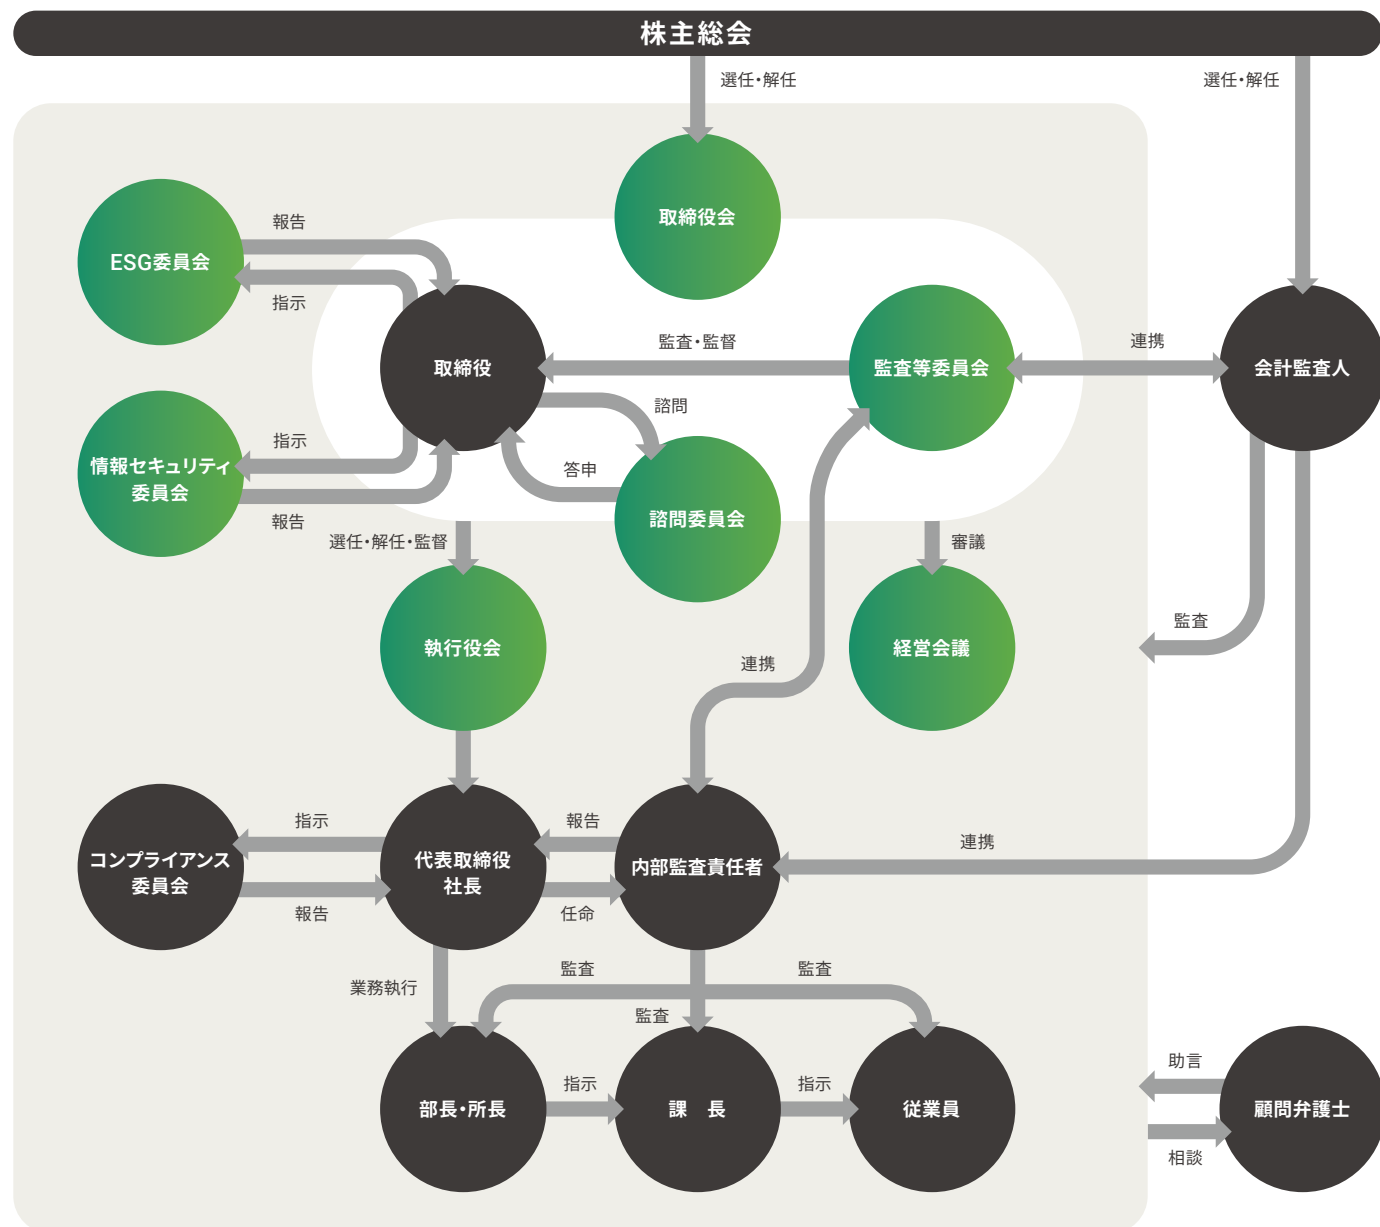 株主総会
選任・解任
選任・解任
取締役会
ESG委員会
報告
指示
取締役
監査・監督
監査等委員会
連携
会計監査人
諮問
答申
諮問委員会
指示
情報セキュリティ
委員会
報告
選任・解任・監督
審議
執行役会
経営会議
監査
連携
コンプライアンス
委員会
指示
報告
代表取締役
社長
報告
任命
内部監査責任者
連携
業務執行
監査
監査
監査
部長・所長
指示
課　長
指示
従業員
助言
相談
顧問弁護士